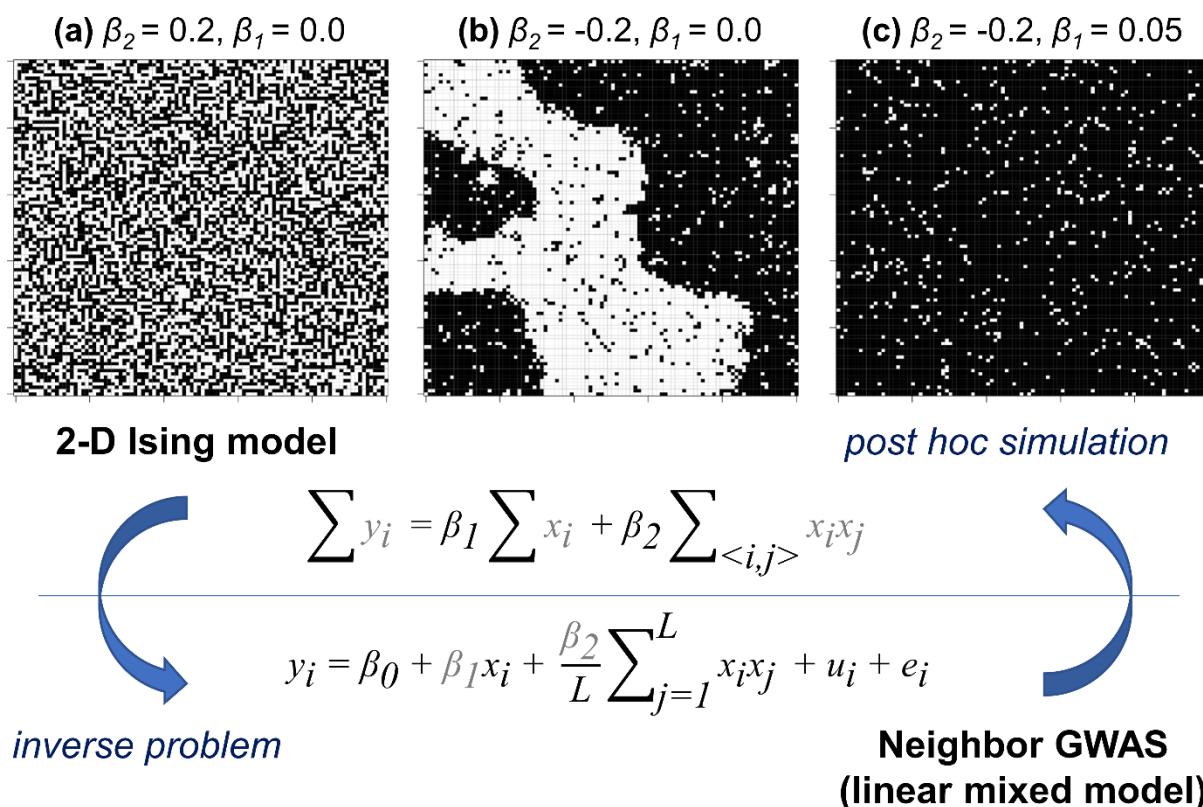 (a) β₂ = 0.2, β₁ = 0.0
(b) β₂ = -0.2, β₁ = 0.0
(c) β₂ = -0.2, β₁ = 0.05
2-D Ising model
post hoc simulation
∑ yᵢ = β₁ ∑ xᵢ + β₂ ∑<i,j> xᵢxⱼ
yᵢ = β₀ + β₁xᵢ + β₂/L ∑ⱼ₌₁ᴸ xᵢxⱼ + uᵢ + eᵢ
inverse problem
Neighbor GWAS
(linear mixed model)